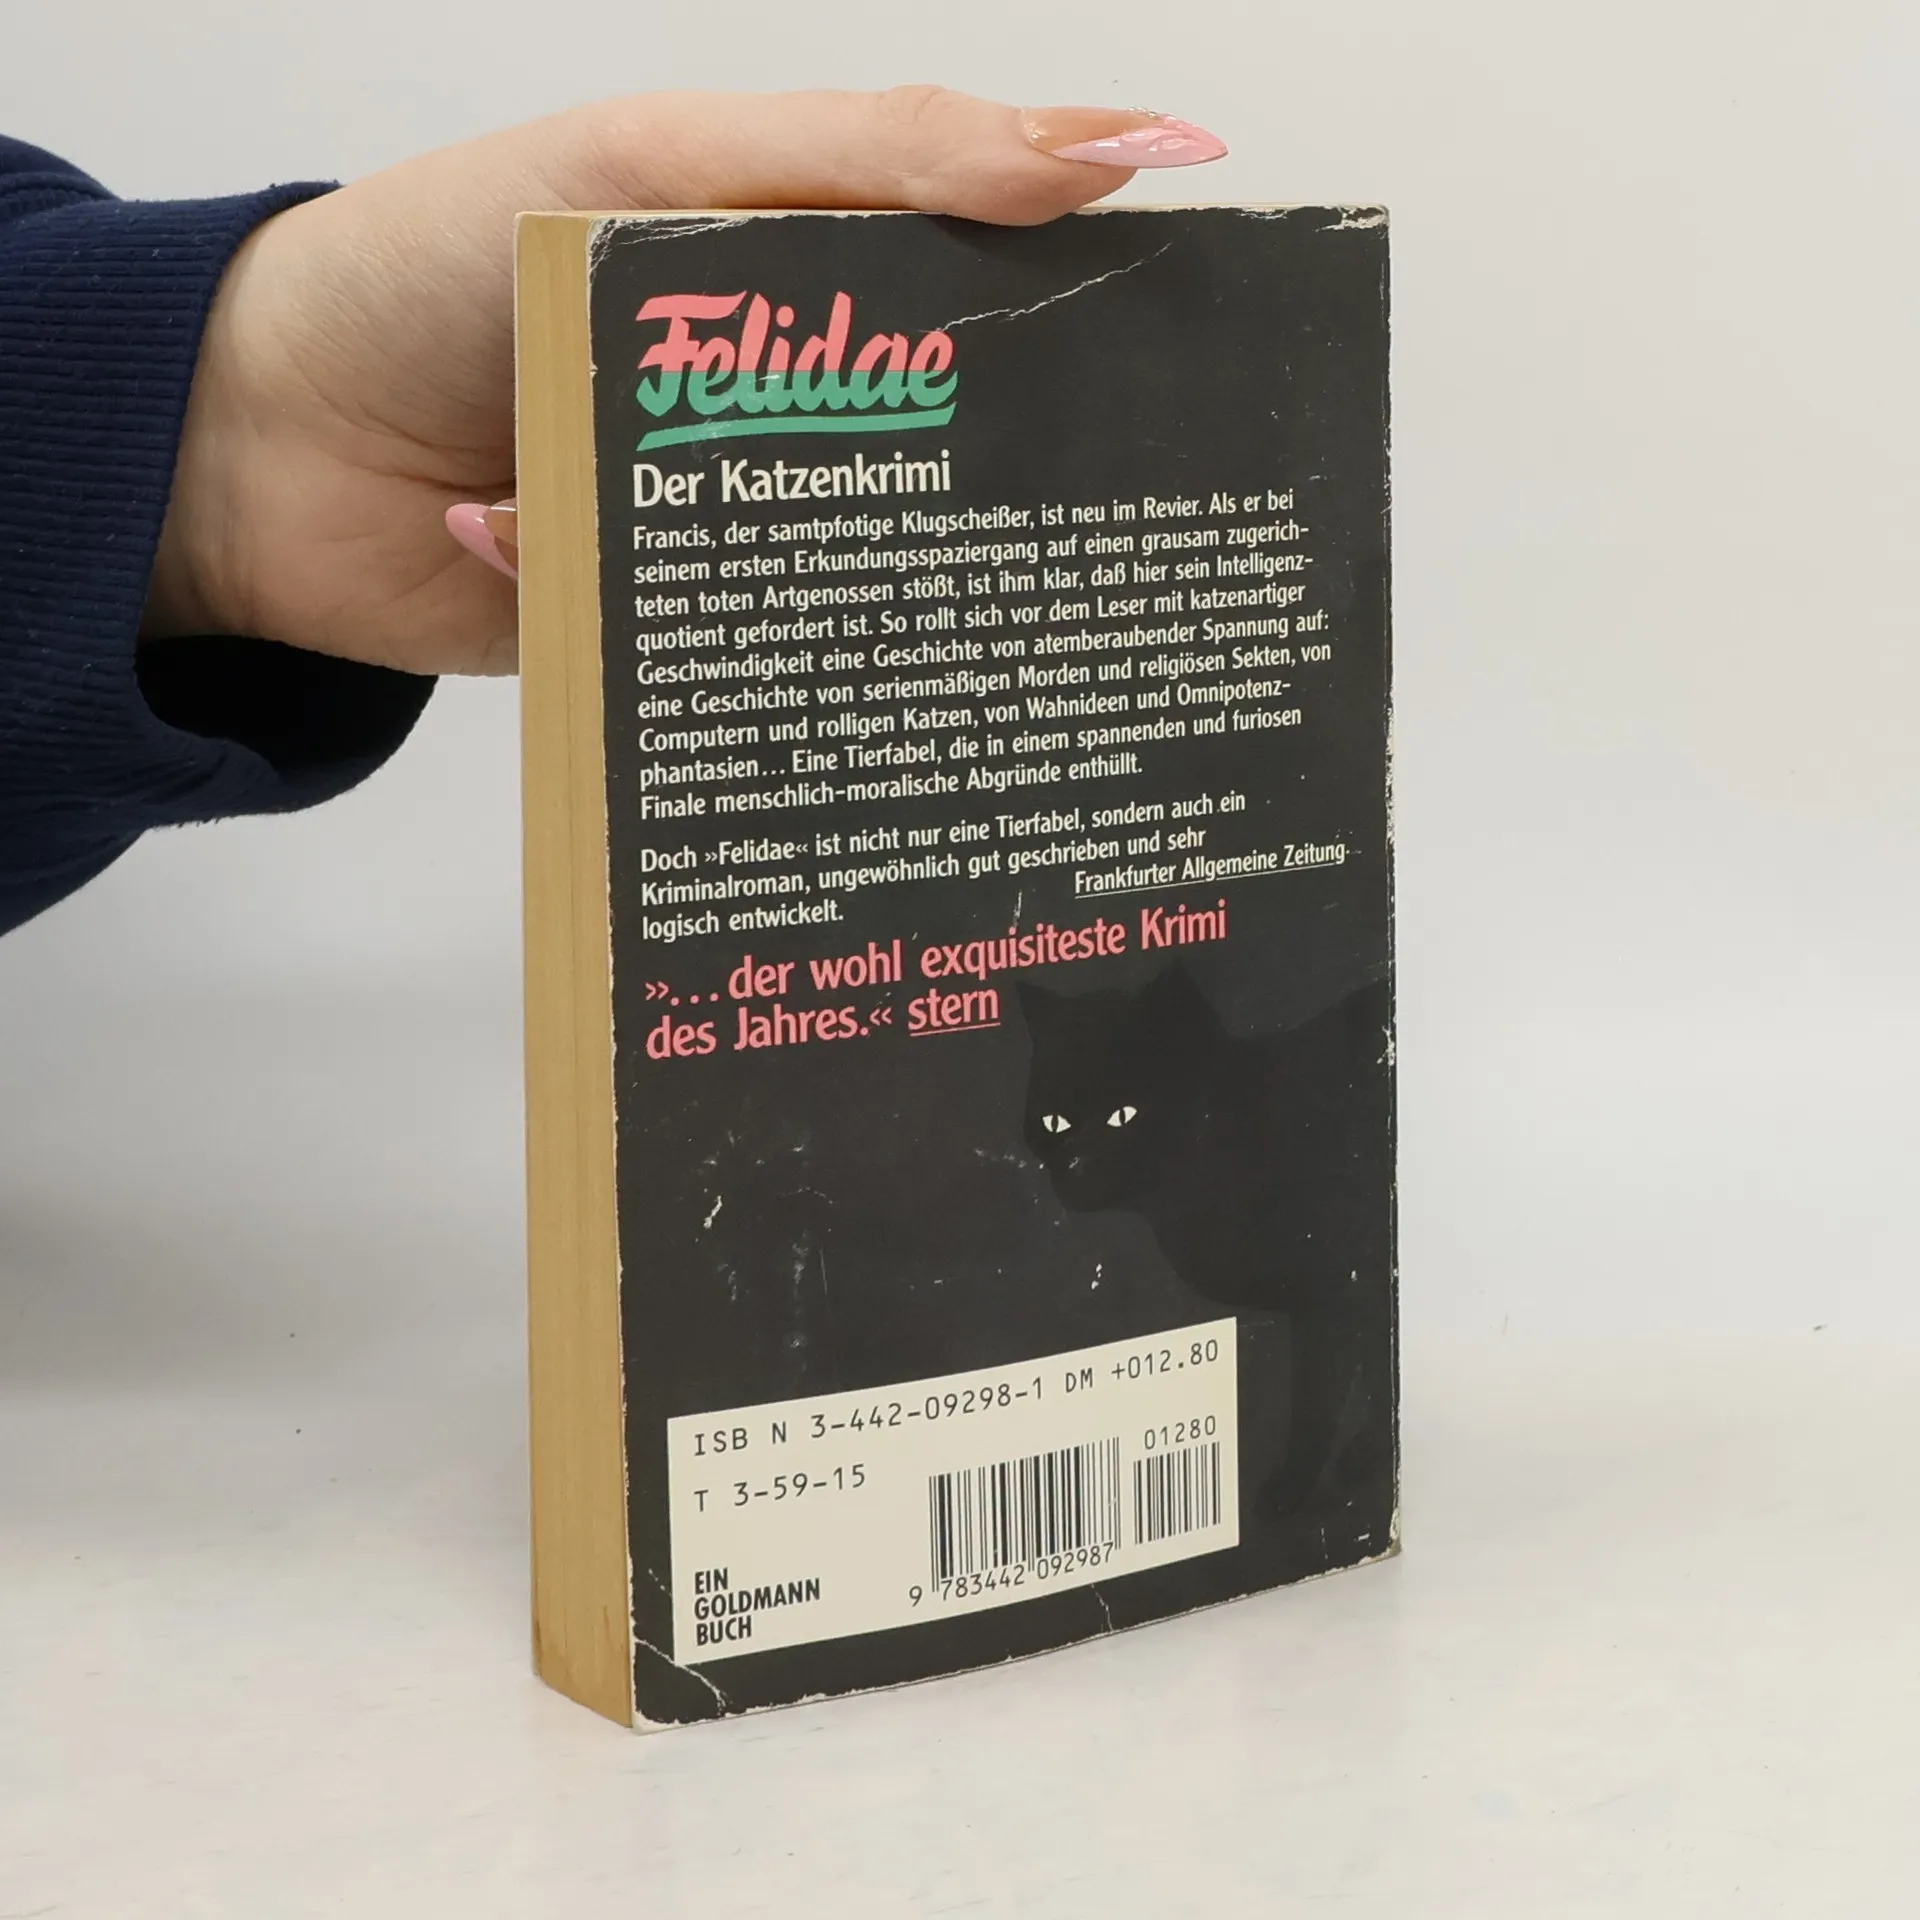 Felidae
Der Katzenkrimi
Francis, der samtpfotige Klugscheißer, ist neu im Revier. Als er bei
seinem ersten Erkundungsspaziergang auf einen grausam zugerich-
teten toten Artgenossen stößt, ist ihm klar, daß hier sein Intelligenz-
quotient gefordert ist. So rollt sich vor dem Leser mit katzenartiger
Geschwindigkeit eine Geschichte von atemberaubender Spannung auf:
eine Geschichte von serienmäßigen Morden und religiösen Sekten, von
Computern und rolligen Katzen, von Wahnideen und Omnipotenz-
phantasien... Eine Tierfabel, die in einem spannenden und furiosen
Finale menschlich-moralische Abgründe enthüllt.
Doch »Felidae« ist nicht nur eine Tierfabel, sondern auch ein
Kriminalroman, ungewöhnlich gut geschrieben und sehr
logisch entwickelt.
Frankfurter Allgemeine Zeitung
»...der wohl exquisiteste Krimi
des Jahres.« stern
ISB N 3-442-09298-1 DM +012.80
T 3-59-15
01280
9 783442 092987
EIN
GOLDMANN
BUCH